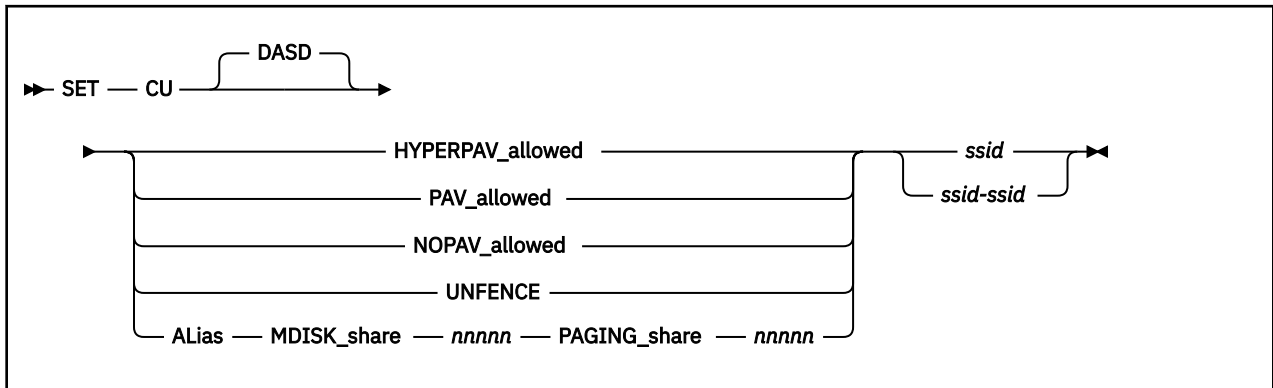 DASD
SET CU
HYPERPAV_allowed ssid
PAV_allowed ssid-ssid
NOPAV_allowed
UNFENCE
ALias MDISK_share nnnnn PAGING_share nnnnn